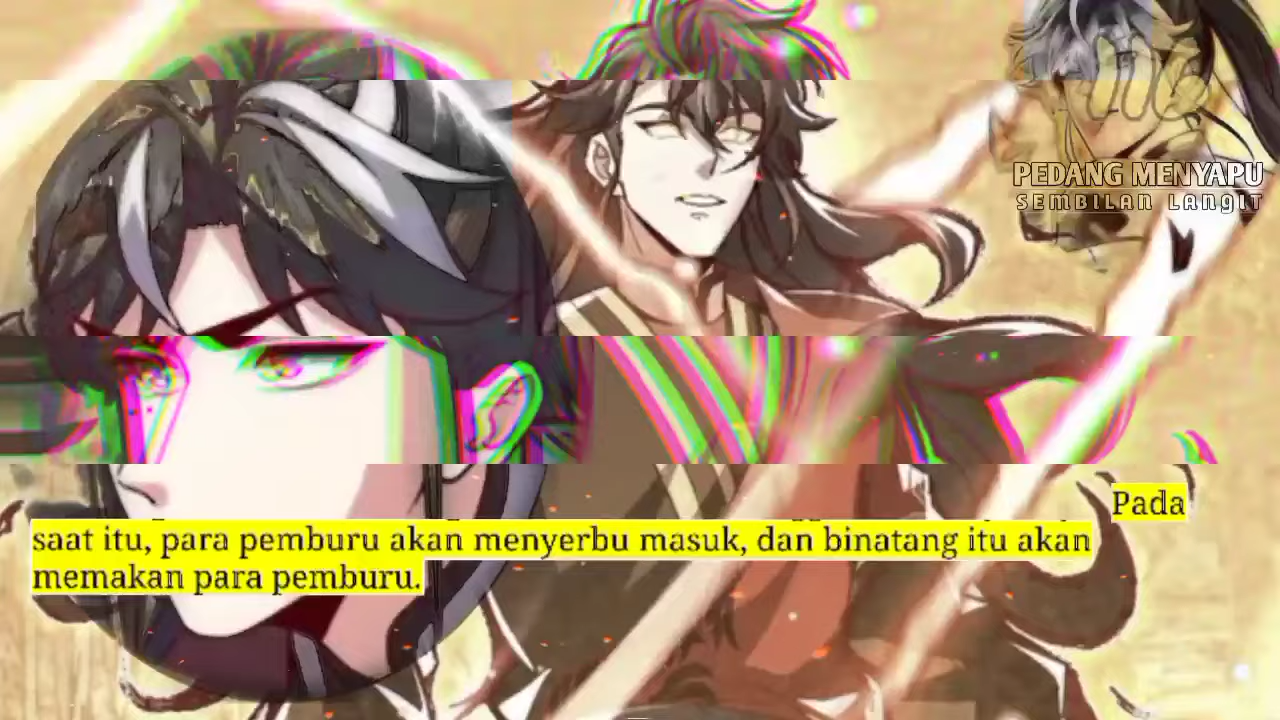 PEDANG MENYAPU
SEMBILAN LANGIT
Pada
saat itu, para pemburu akan menyerbu masuk, dan binatang itu akan
memakan para pemburu.